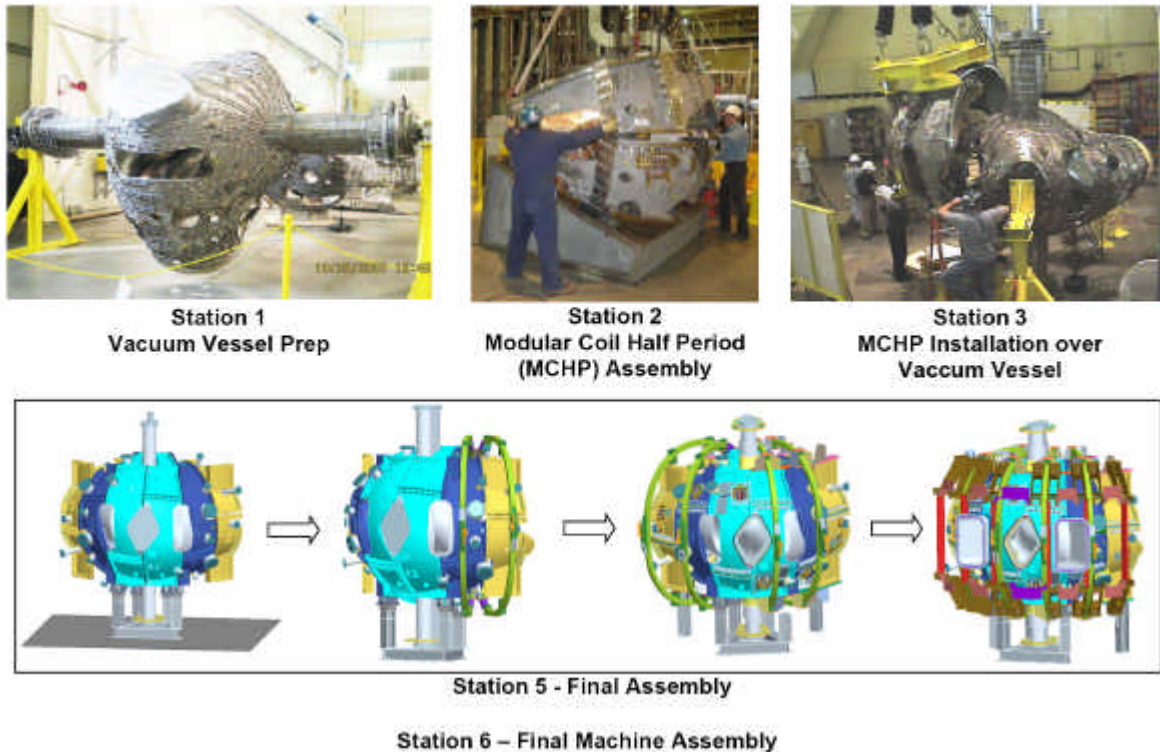 Station 1
Vacuum Vessel Prep
Station 2
Modular Coil Half Period
(MCHP) Assembly
Station 3
MCHP Installation over
Vaccum Vessel
Station 5 - Final Assembly
Station 6 – Final Machine Assembly